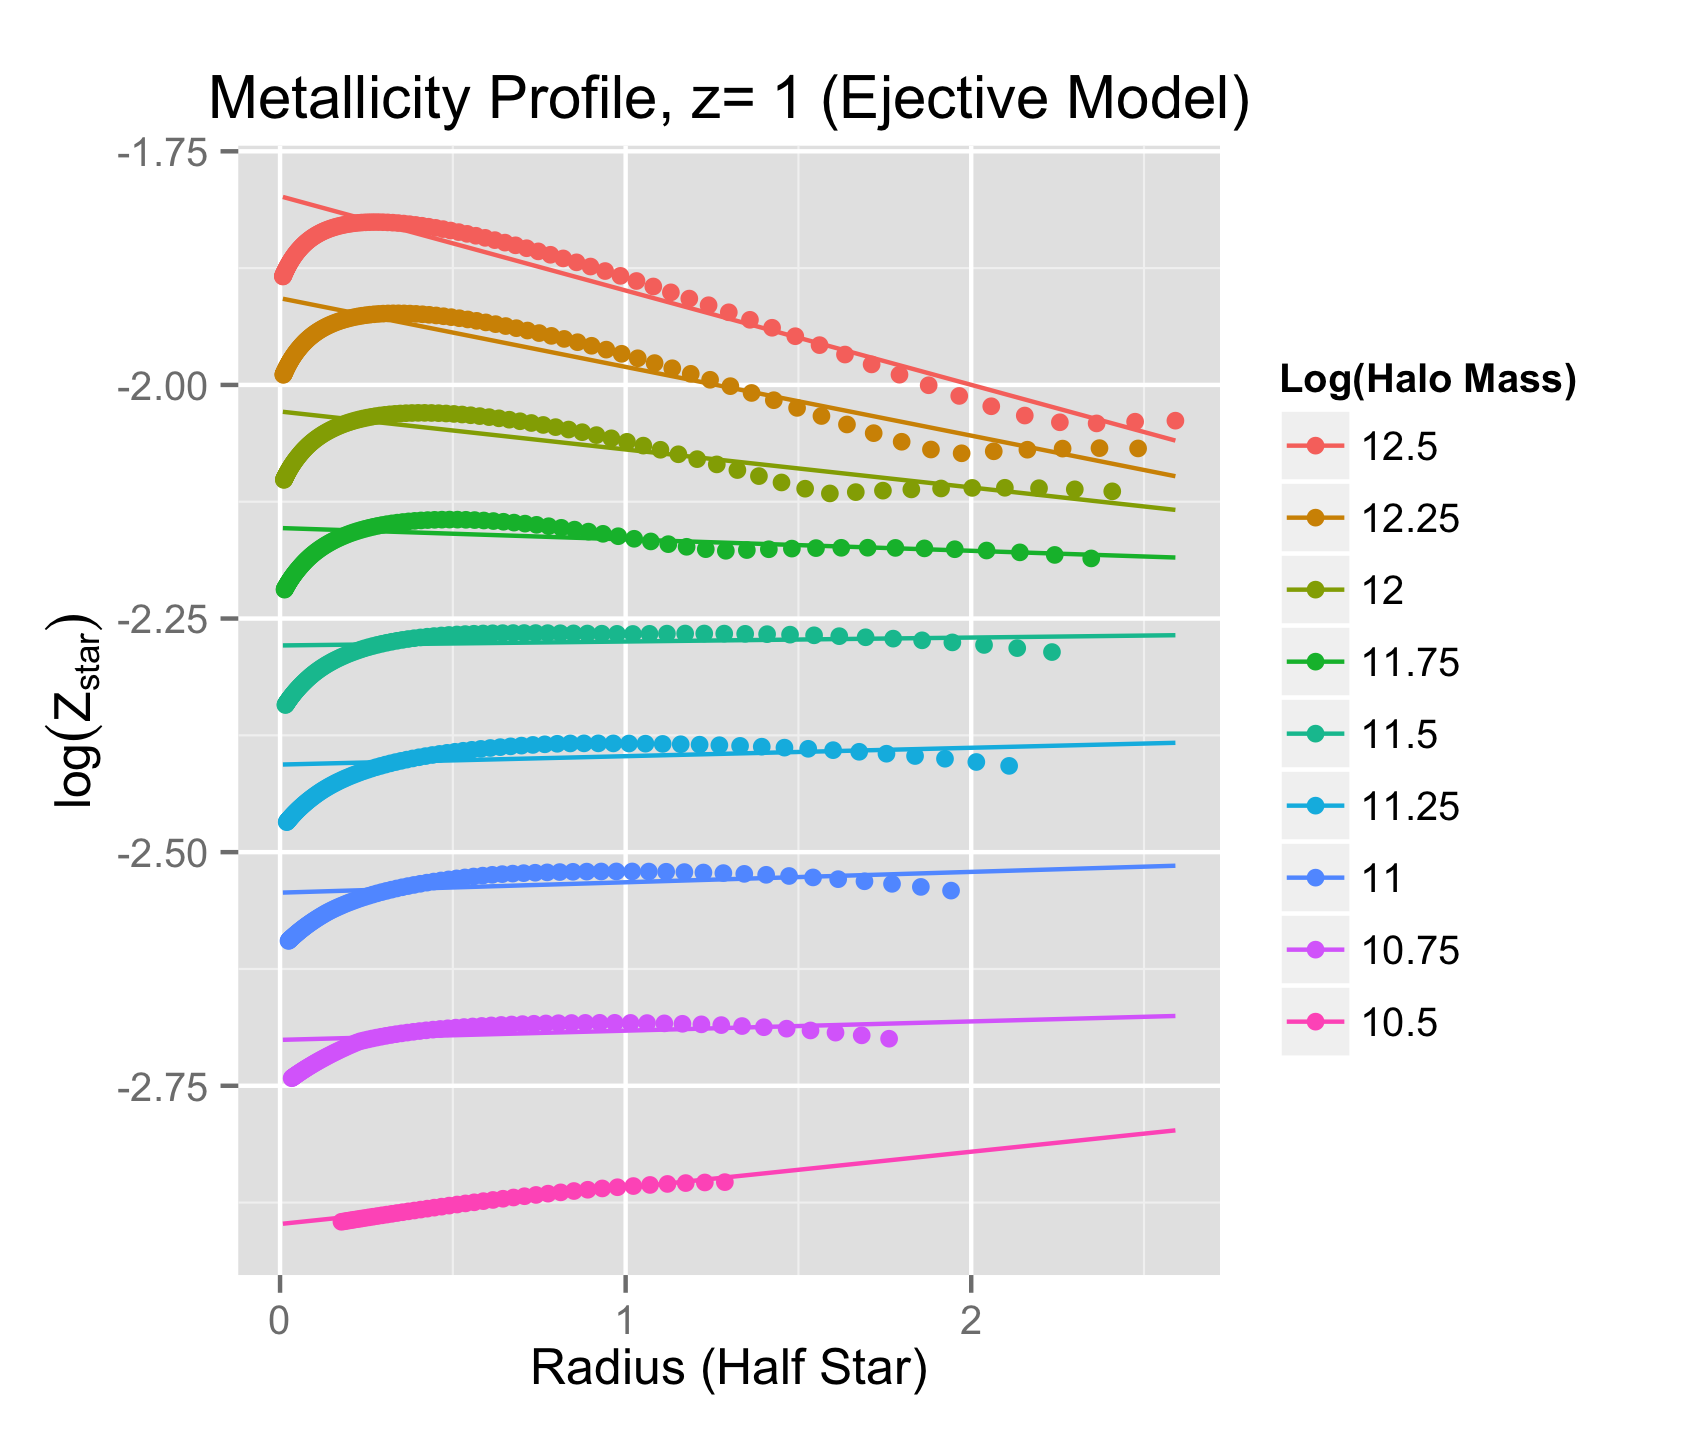 Metallicity Profile, z= 1 (Ejective Model)
-1.75
-2.00
-2.25
-2.50
-2.75
log(Zstar)
0 1 2
Radius (Half Star)
Log(Halo Mass)
12.5
12.25
12
11.75
11.5
11.25
11
10.75
10.5